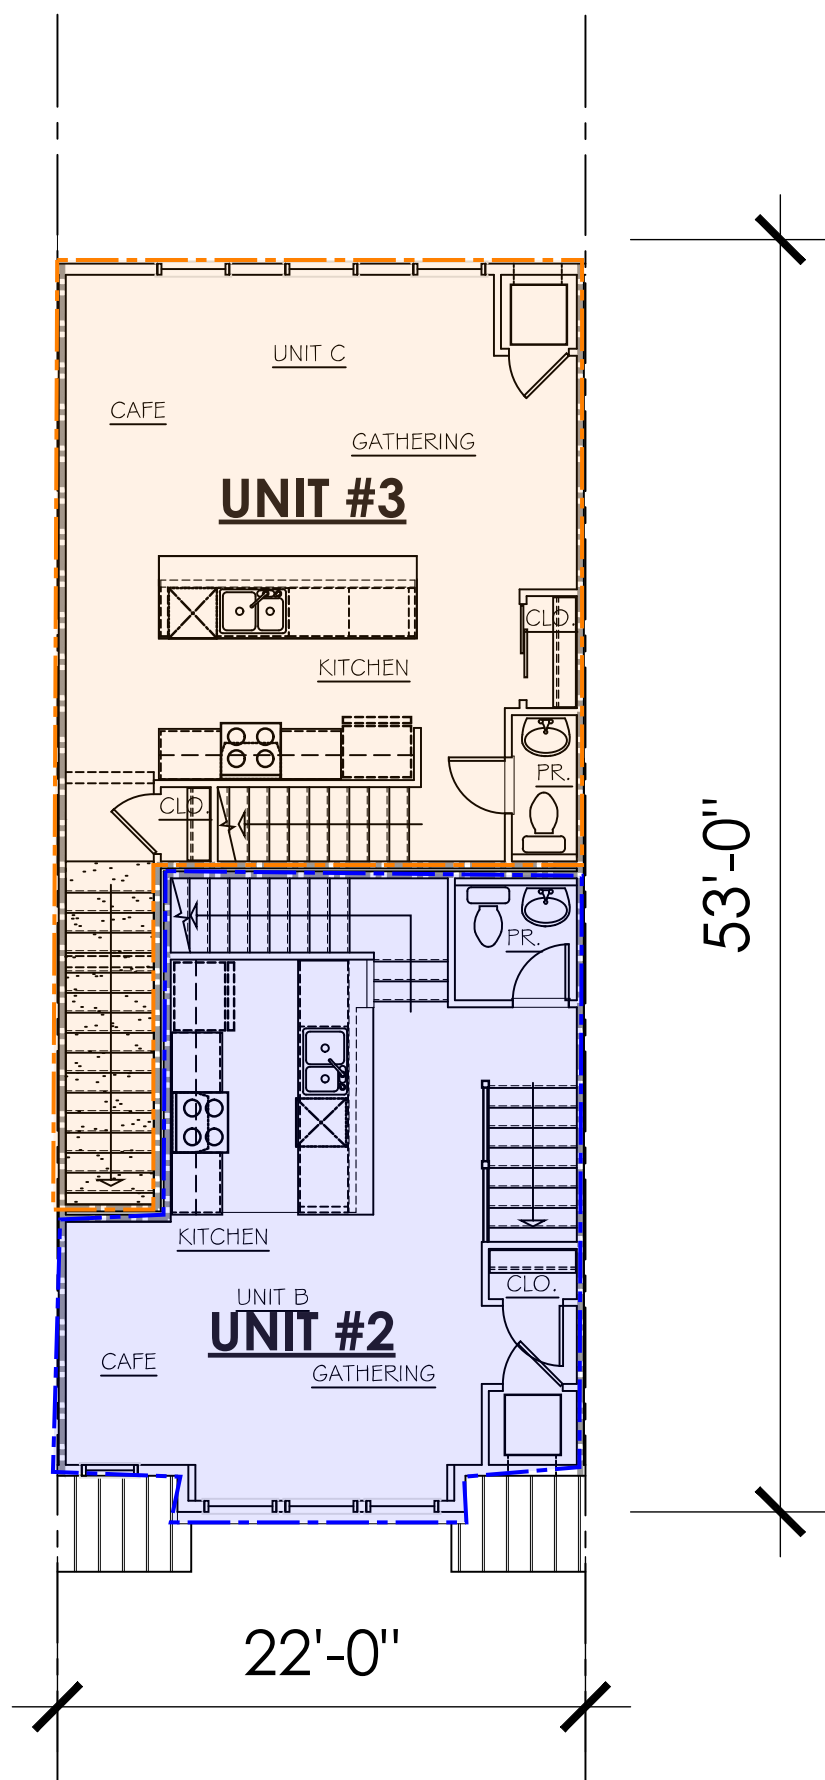 UNIT C
CAFE
GATHERING
UNIT #3
CLO.
KITCHEN
PR.
CLO.
53'-0"
PR.
KITCHEN
CLO.
UNIT B
UNIT #2
CAFE
GATHERING
22'-0"